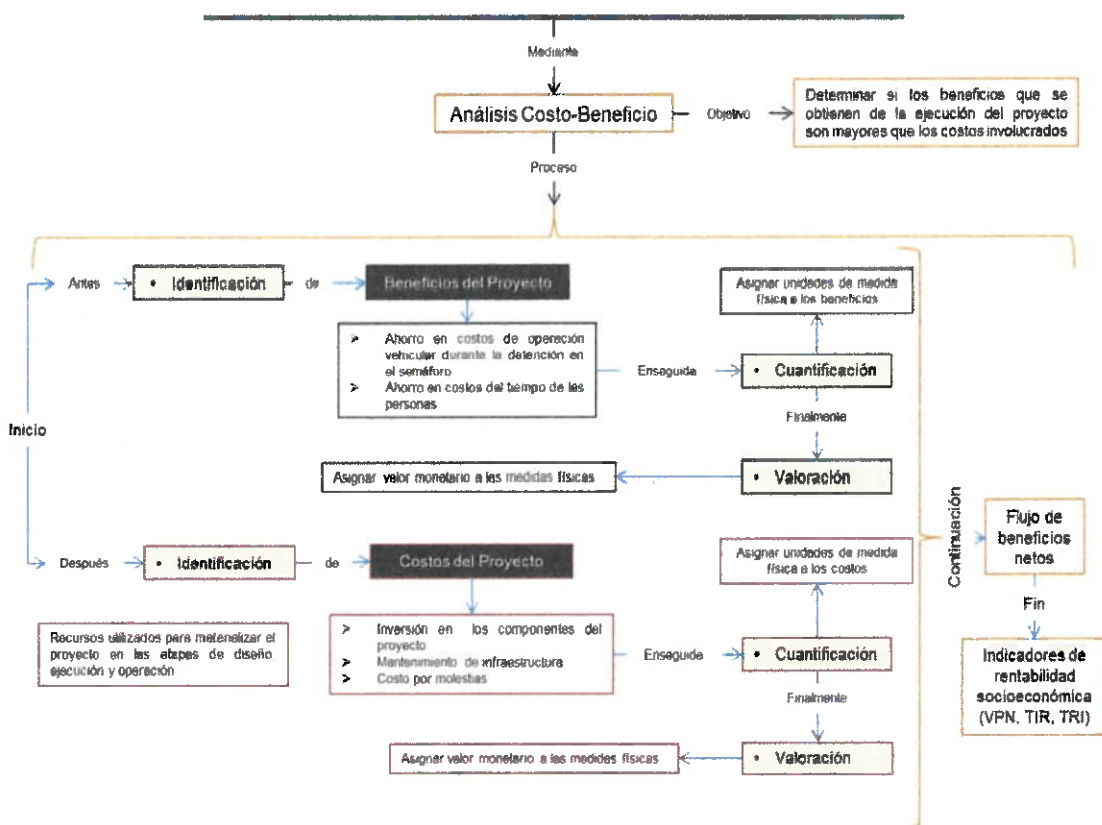 Mediante
Análisis Costo-Beneficio
Objetivo
Determinar si los beneficios que se
obtienen de la ejecución del proyecto
son mayores que los costos involucrados
Proceso
Inicio
Antes
• Identificación
de
Beneficios del Proyecto
➢ Ahorro en costos de operación
vehicular durante la detención en
el semáforo
➢ Ahorro en costos del tiempo de las
personas
Enseguida
Asignar unidades de medida
física a los beneficios
• Cuantificación
Finalmente
• Valoración
Asignar valor monetario a las medidas físicas
Después
• Identificación
de
Costos del Proyecto
Recursos utilizados para materializar el
proyecto en las etapas de diseño
ejecución y operación
➢ Inversión en los componentes del
proyecto
➢ Mantenimiento de infraestructura
➢ Costo por molestias
Enseguida
Asignar unidades de medida
física a los costos
• Cuantificación
Finalmente
• Valoración
Asignar valor monetario a las medidas físicas
Continuación
Flujo de
beneficios
netos
Fin
Indicadores de
rentabilidad
socioeconómica
(VPN, TIR, TRI)